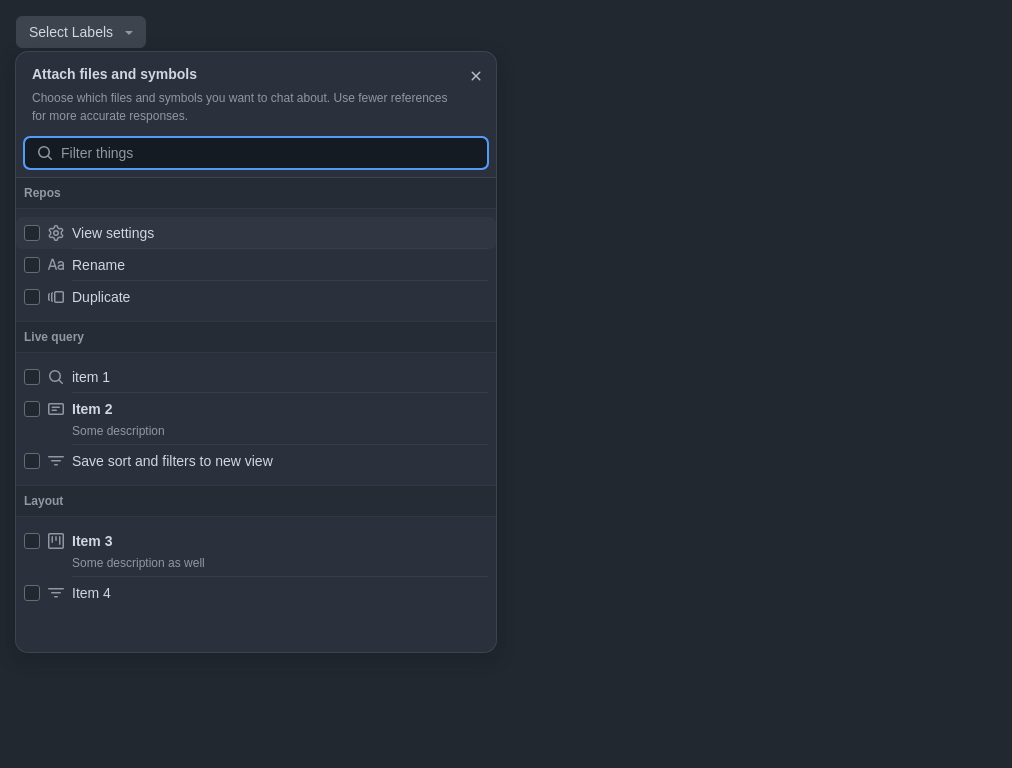 Select Labels
Attach files and symbols
Choose which files and symbols you want to chat about. Use fewer references
for more accurate responses.
Filter things
Repos
View settings
Rename
Duplicate
Live query
item 1
Item 2
Some description
Save sort and filters to new view
Layout
Item 3
Some description as well
Item 4